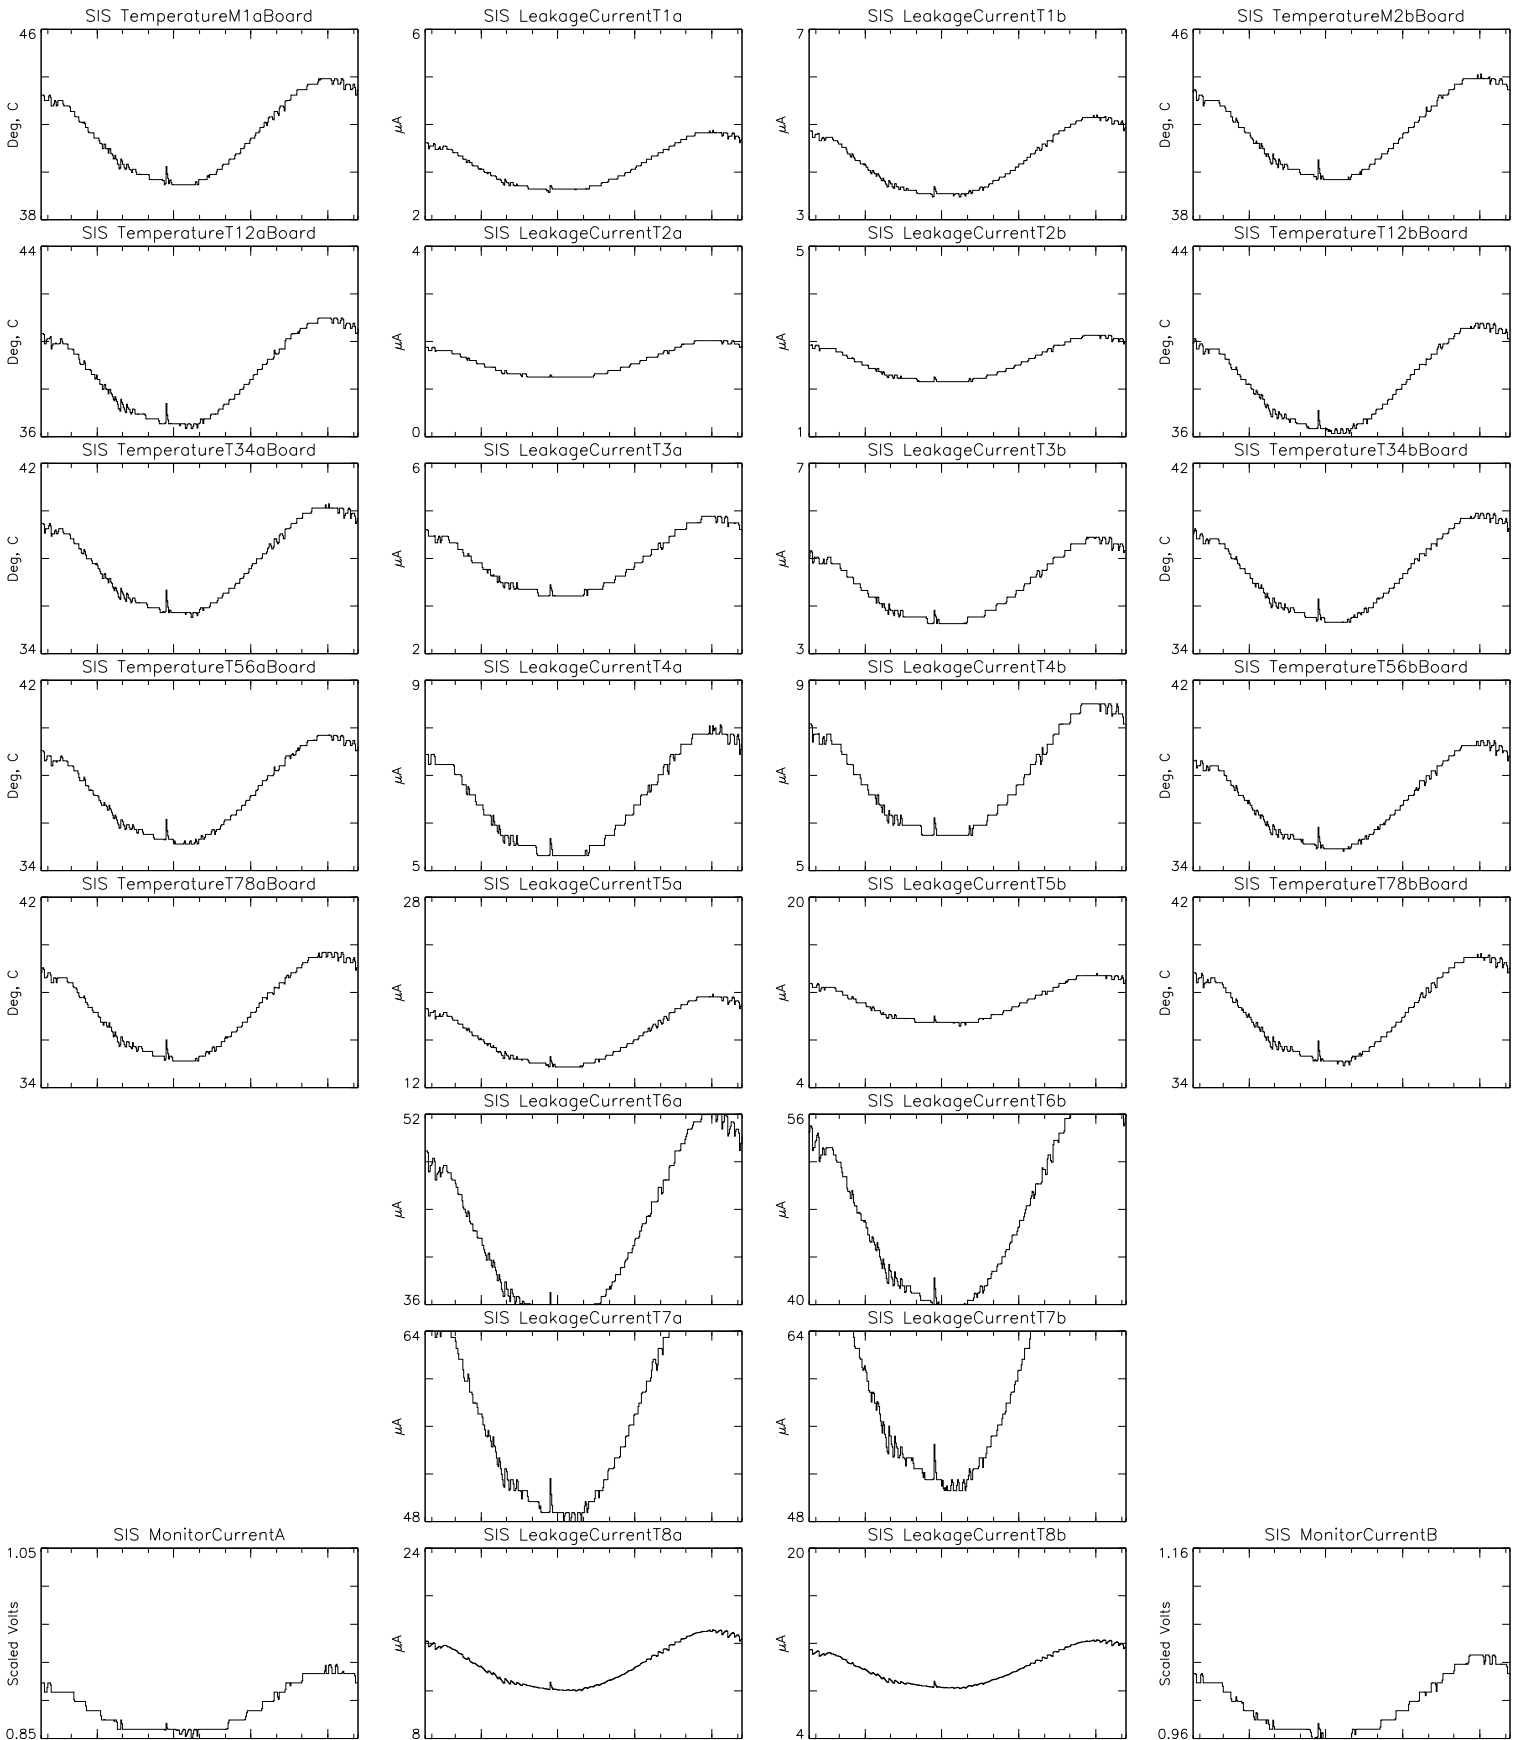 SIS TemperatureM1aBoard
46
Deg, C
38
SIS LeakageCurrentT1a
6
μA
2
SIS LeakageCurrentT1b
7
μA
3
SIS TemperatureM2bBoard
46
Deg, C
38
SIS TemperatureT12aBoard
44
Deg, C
36
SIS LeakageCurrentT2a
4
μA
0
SIS LeakageCurrentT2b
5
μA
1
SIS TemperatureT12bBoard
44
Deg, C
36
SIS TemperatureT34aBoard
42
Deg, C
34
SIS LeakageCurrentT3a
6
μA
2
SIS LeakageCurrentT3b
7
μA
3
SIS TemperatureT34bBoard
42
Deg, C
34
SIS TemperatureT56aBoard
42
Deg, C
34
SIS LeakageCurrentT4a
9
μA
5
SIS LeakageCurrentT4b
9
μA
5
SIS TemperatureT56bBoard
42
Deg, C
34
SIS TemperatureT78aBoard
42
Deg, C
34
SIS LeakageCurrentT5a
28
μA
12
SIS LeakageCurrentT5b
20
μA
4
SIS TemperatureT78bBoard
42
Deg, C
34
SIS LeakageCurrentT6a
52
μA
36
SIS LeakageCurrentT6b
56
μA
40
SIS LeakageCurrentT7a
64
μA
48
SIS LeakageCurrentT7b
64
μA
48
SIS MonitorCurrentA
1.05
Scaled Volts
0.85
SIS LeakageCurrentT8a
24
μA
8
SIS LeakageCurrentT8b
20
μA
4
SIS MonitorCurrentB
1.16
Scaled Volts
0.96